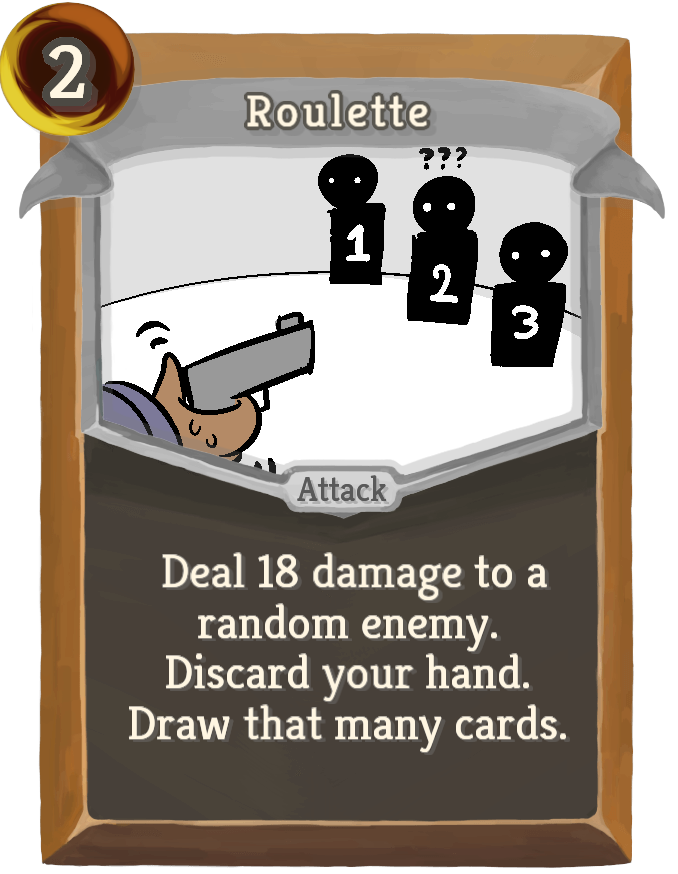 2
Roulette
???
1
2
3
Attack
Deal 18 damage to a
random enemy.
Discard your hand.
Draw that many cards.